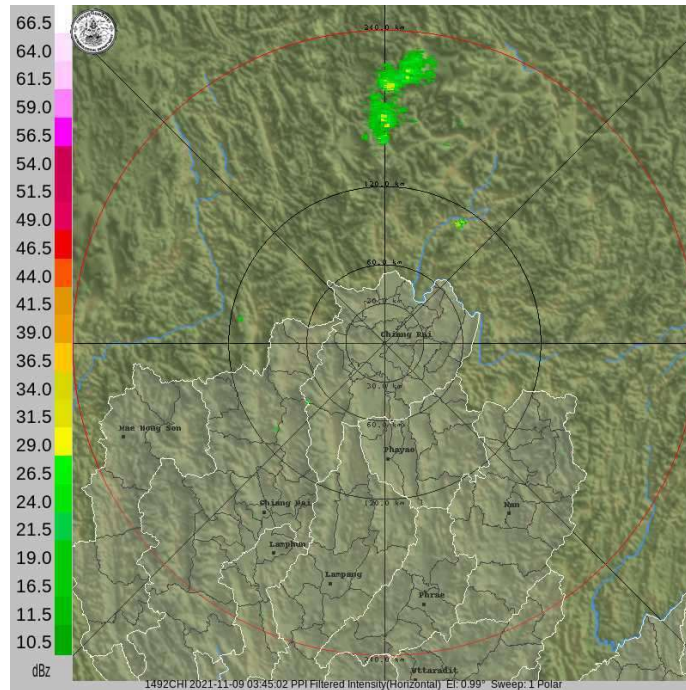 66.5
64.0
61.5
59.0
56.5
54.0
51.5
49.0
46.5
44.0
41.5
39.0
36.5
34.0
31.5
29.0
26.5
24.0
21.5
19.0
16.5
11.5
10.5
dBz
240.0 km
120.0 km
60.0 km
Chiang Rai
60.0 km
Mae Hong Son
Phayao
120.0 km
Chiang Mai
Nan
Lamphun
Lampang
Phrae
Uttaradit
1492CHI 2021-11-09 03:45:02 PPI Filtered Intensity(Horizontal) El: 0.99° Sweep: 1 Polar